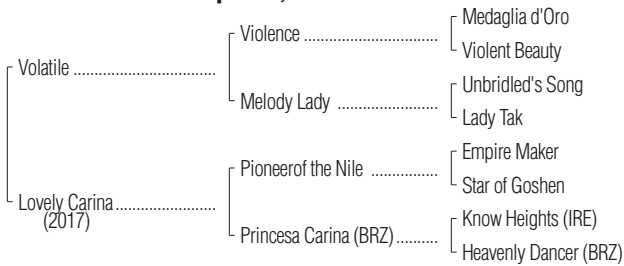 Medaglia d'Oro
Violence ......................................
Violent Beauty
Volatile ........................................
Unbridled's Song
Melody Lady ............................
Lady Tak
Empire Maker
Pioneerof the Nile ..................
Star of Goshen
Lovely Carina ............................
(2017)
Know Heights (IRE)
Princesa Carina (BRZ)..........
Heavenly Dancer (BRZ)